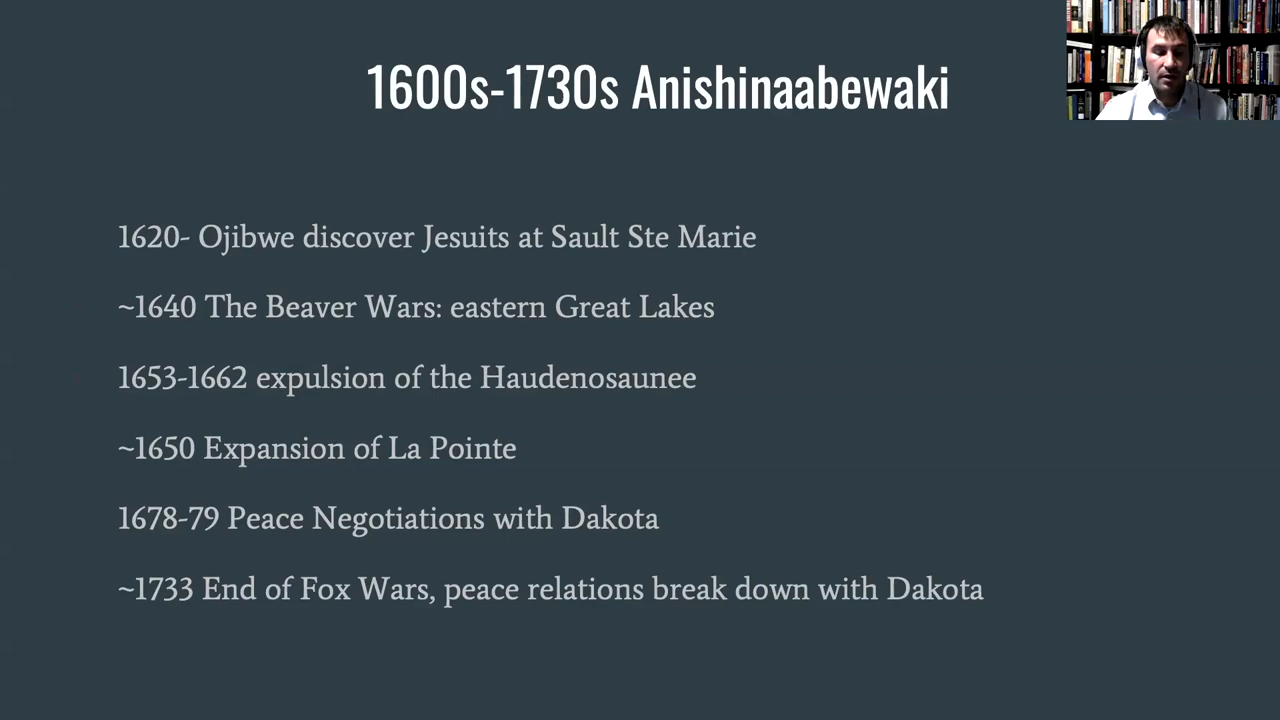 1600s-1730s Anishinaabewaki
1620- Ojibwe discover Jesuits at Sault Ste Marie
~1640 The Beaver Wars: eastern Great Lakes
1653-1662 expulsion of the Haudenosaunee
~1650 Expansion of La Pointe
1678-79 Peace Negotiations with Dakota
~1733 End of Fox Wars, peace relations break down with Dakota